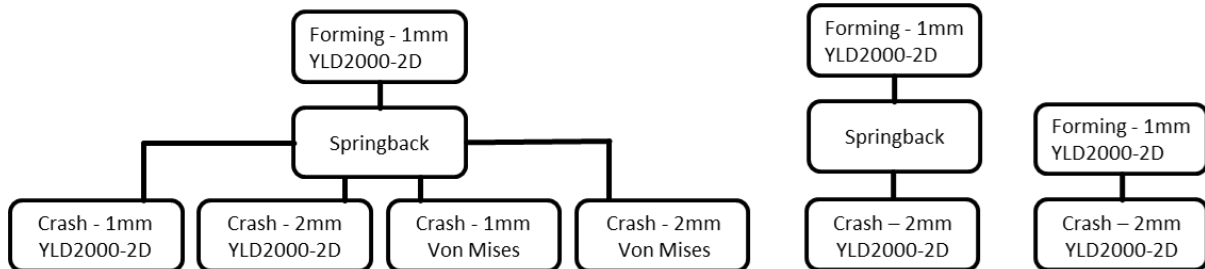 Forming - 1mm
YLD2000-2D
Springback
Crash - 1mm
YLD2000-2D
Crash - 2mm
YLD2000-2D
Crash - 1mm
Von Mises
Crash - 2mm
Von Mises
Forming - 1mm
YLD2000-2D
Springback
Crash – 2mm
YLD2000-2D
Forming - 1mm
YLD2000-2D
Crash – 2mm
YLD2000-2D